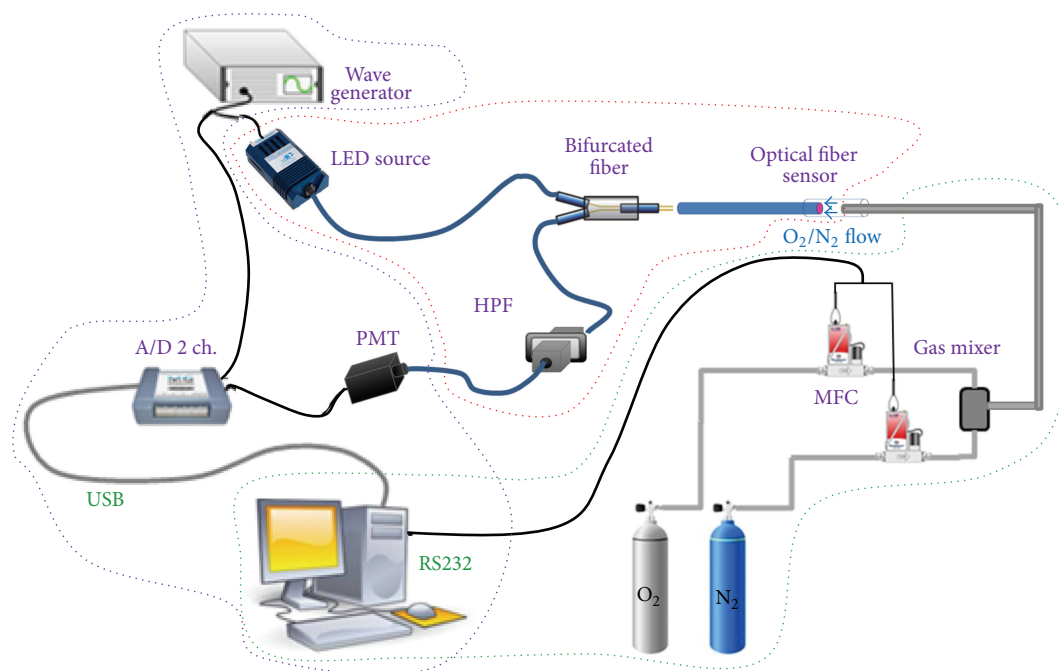 Wave
generator
LED source
Bifurcated
fiber
Optical fiber
sensor
O₂/N₂ flow
HPF
PMT
A/D 2 ch.
Gas mixer
MFC
USB
RS232
O₂
N₂